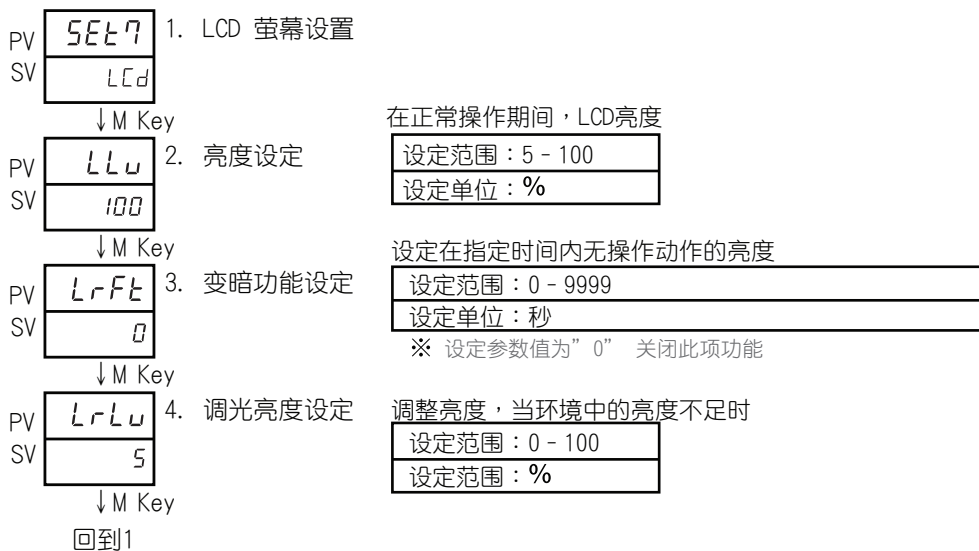 PV SEt7 1. LCD 萤幕设置
SV LCd
↓M Key
在正常操作期间，LCD亮度
PV LLu 2. 亮度设定
SV 100
设定范围：5 - 100
设定单位：%
↓M Key
设定在指定时间内无操作动作的亮度
PV LrFt 3. 变暗功能设定
SV 0
设定范围：0 - 9999
设定单位：秒
※ 设定参数值为”0” 关闭此项功能
↓M Key
PV LrLu 4. 调光亮度设定
SV 5
调整亮度，当环境中的亮度不足时
设定范围：0 - 100
设定范围：%
↓M Key
回到1